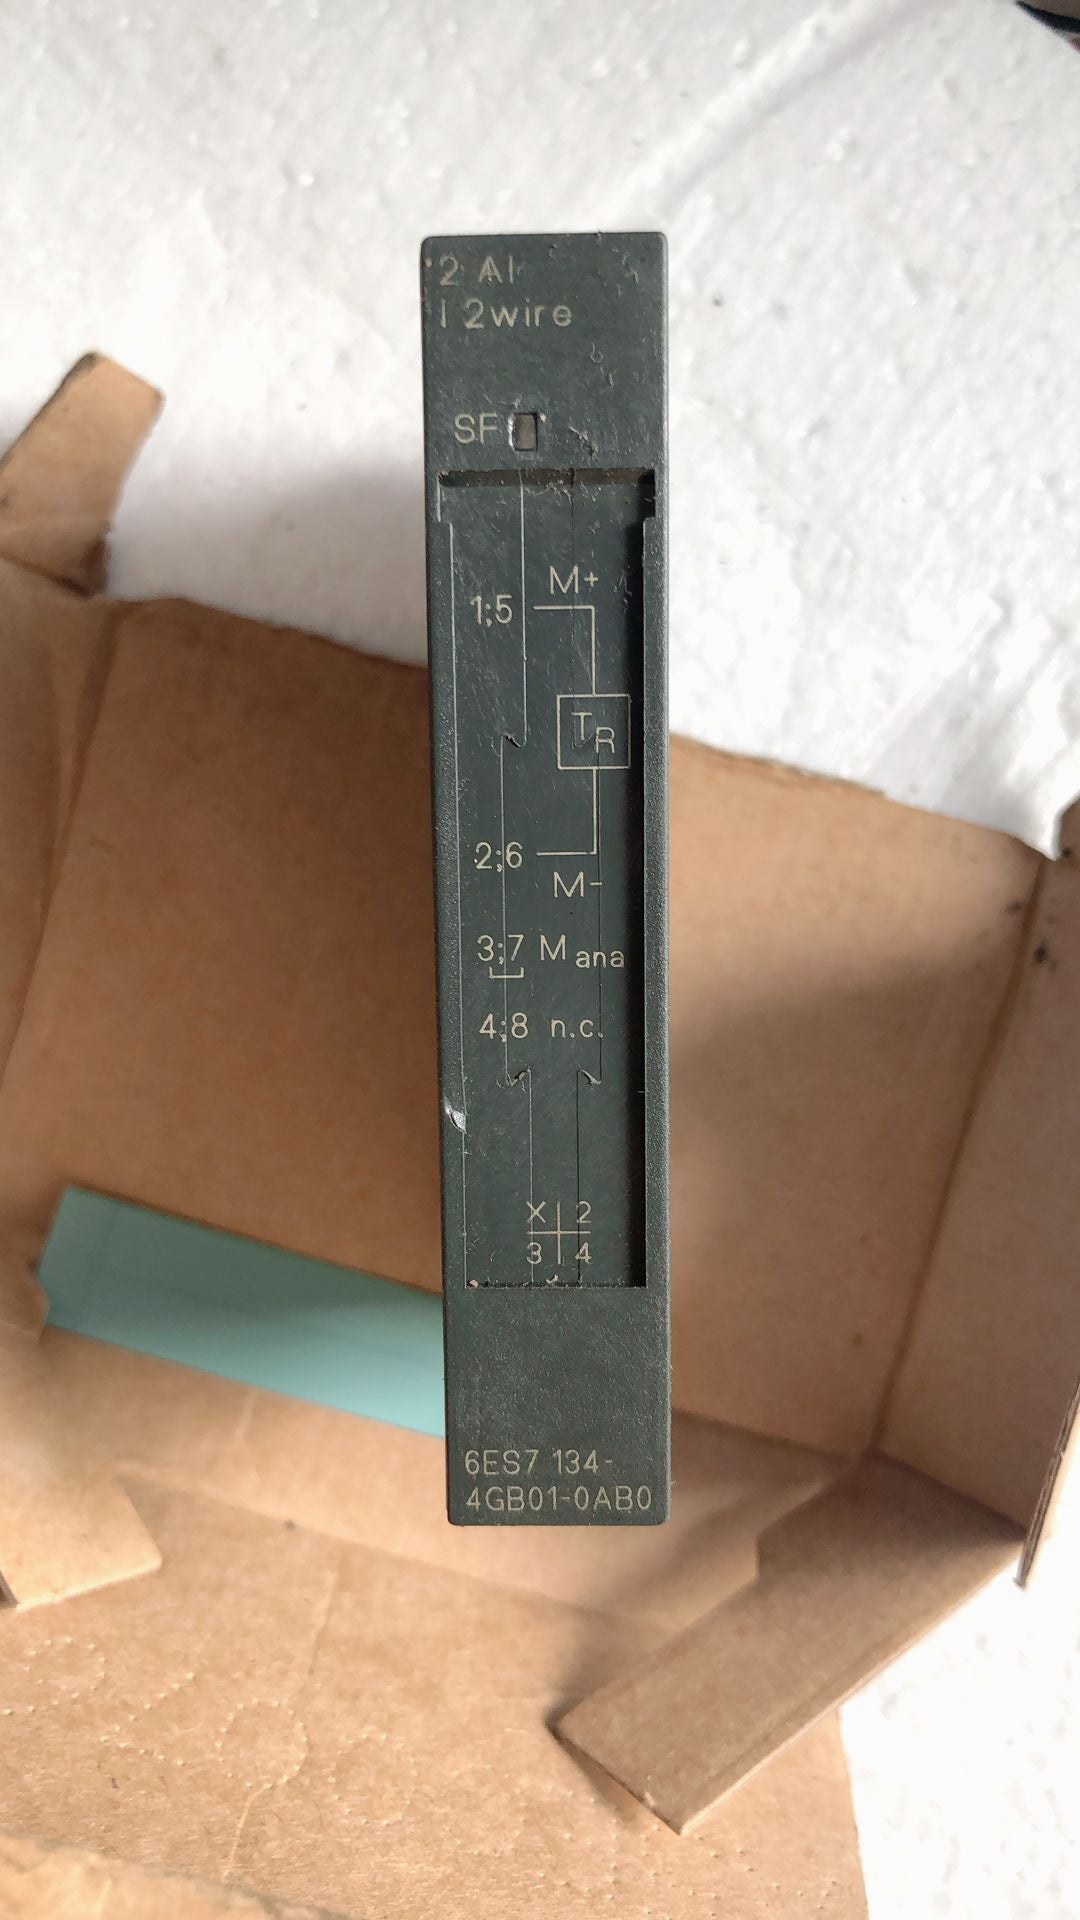 2 AI
I 2wire
SF
M+
1;5
TR
2;6
M-
3;7 Mana
4;8 n.c.
X 2
3 4
6ES7 134-
4GB01-0AB0